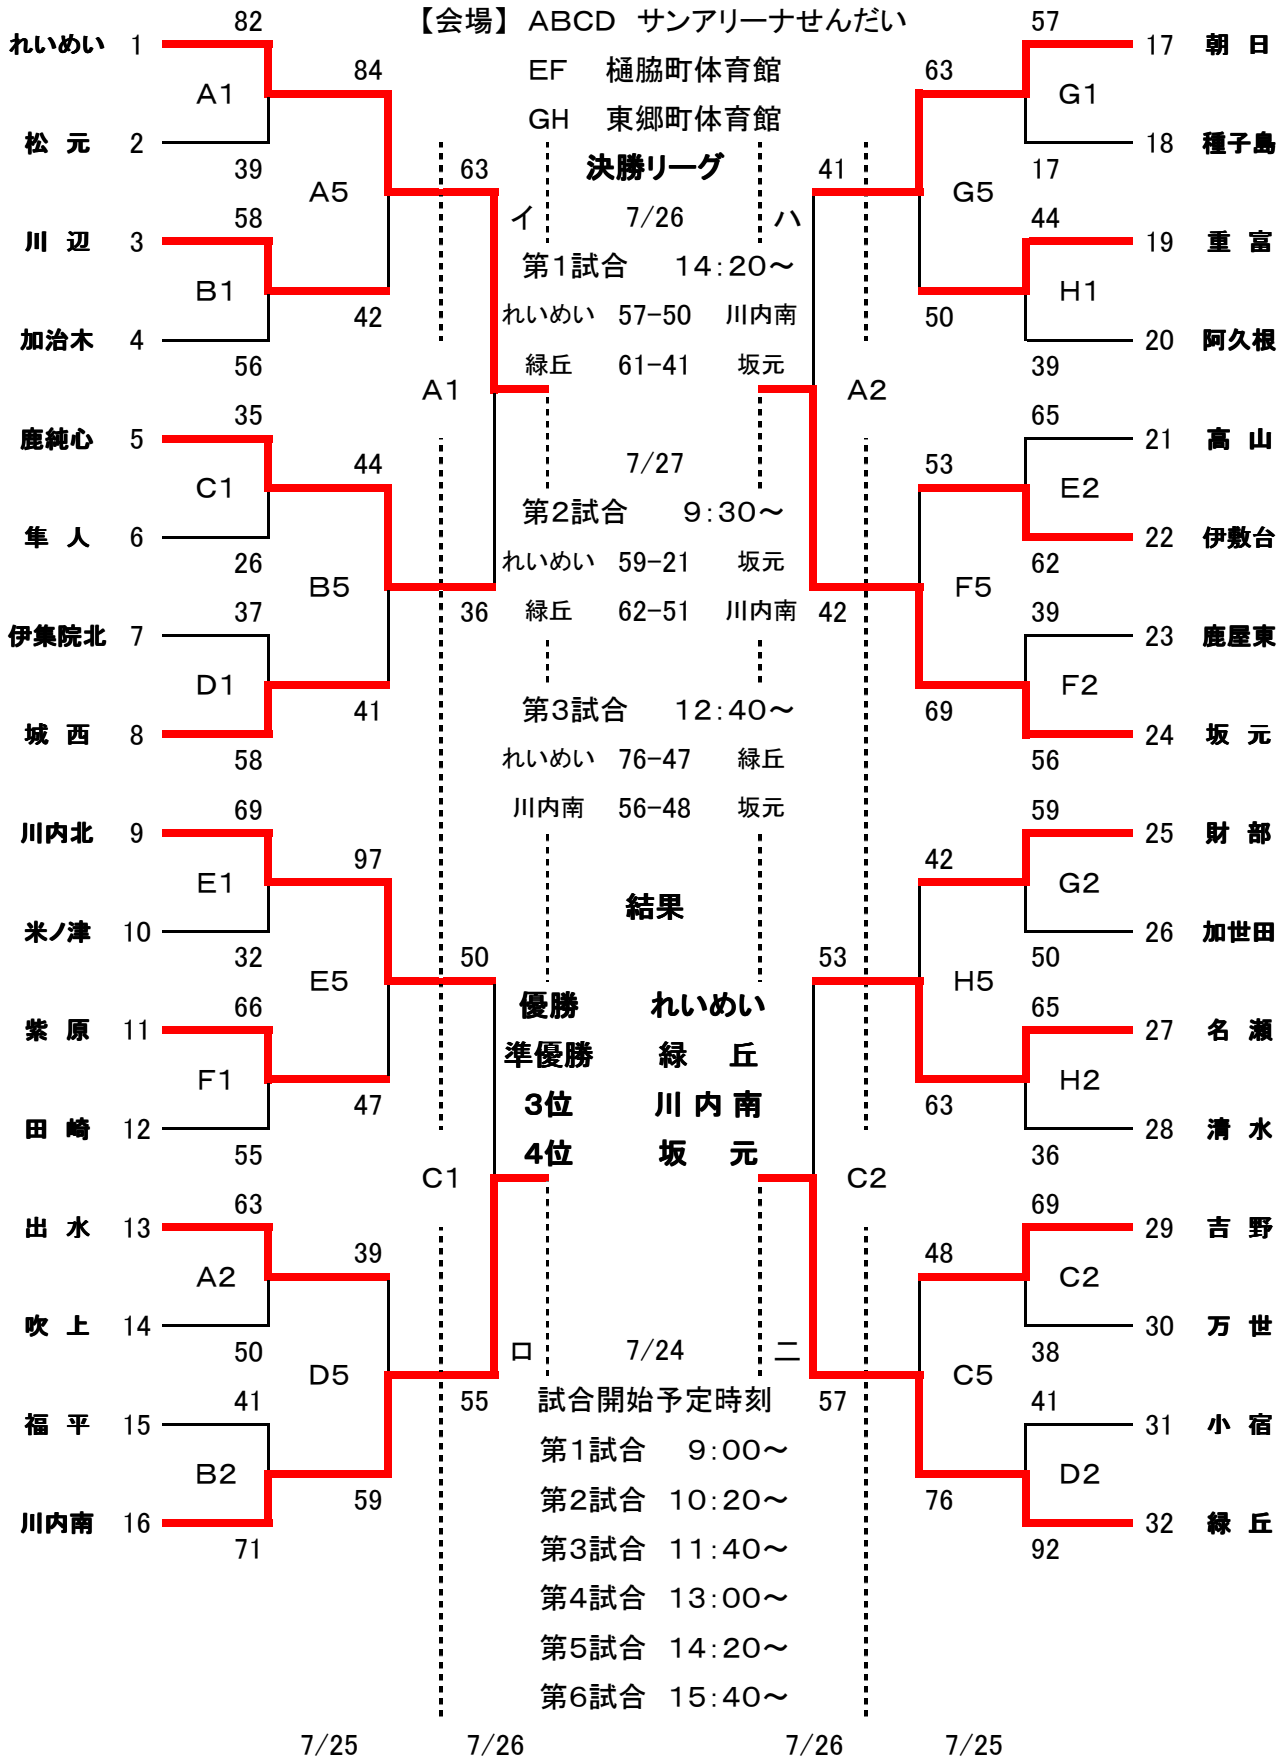 【会場】 ABCD サンアリーナせんだい
EF 樋脇町体育館
GH 東郷町体育館
れいめい 1
82
A1
松 元 2
39
84
A5
川 辺 3
58
B1
加治木 4
56
42
63
A1
鹿純心 5
35
C1
隼 人 6
26
44
B5
伊集院北 7
37
D1
城 西 8
58
41
36
川内北 9
69
E1
米ノ津 10
32
97
E5
紫 原 11
66
F1
田 崎 12
55
47
50
C1
出 水 13
63
A2
吹 上 14
50
39
D5
福 平 15
41
B2
川内南 16
71
59
55
決勝リーグ
イ 7/26 ハ
第1試合 14:20～
れいめい 57-50 川内南
緑丘 61-41 坂元
7/27
第2試合 9:30～
れいめい 59-21 坂元
緑丘 62-51 川内南
第3試合 12:40～
れいめい 76-47 緑丘
川内南 56-48 坂元
結果
優勝 れいめい
準優勝 緑 丘
3位 川 内 南
4位 坂 元
ロ 7/24 ニ
試合開始予定時刻
第1試合 9:00～
第2試合 10:20～
第3試合 11:40～
第4試合 13:00～
第5試合 14:20～
第6試合 15:40～
57
17 朝 日
G1
18 種子島
17
63
G5
44
19 重 富
H1
20 阿久根
39
50
41
A2
65
21 高 山
E2
22 伊敷台
62
53
F5
39
23 鹿屋東
F2
24 坂 元
56
69
42
59
25 財 部
G2
26 加世田
50
42
H5
65
27 名 瀬
H2
28 清 水
36
63
53
C2
69
29 吉 野
C2
30 万 世
38
48
C5
41
31 小 宿
D2
32 緑 丘
92
76
57
7/25 7/26 7/26 7/25